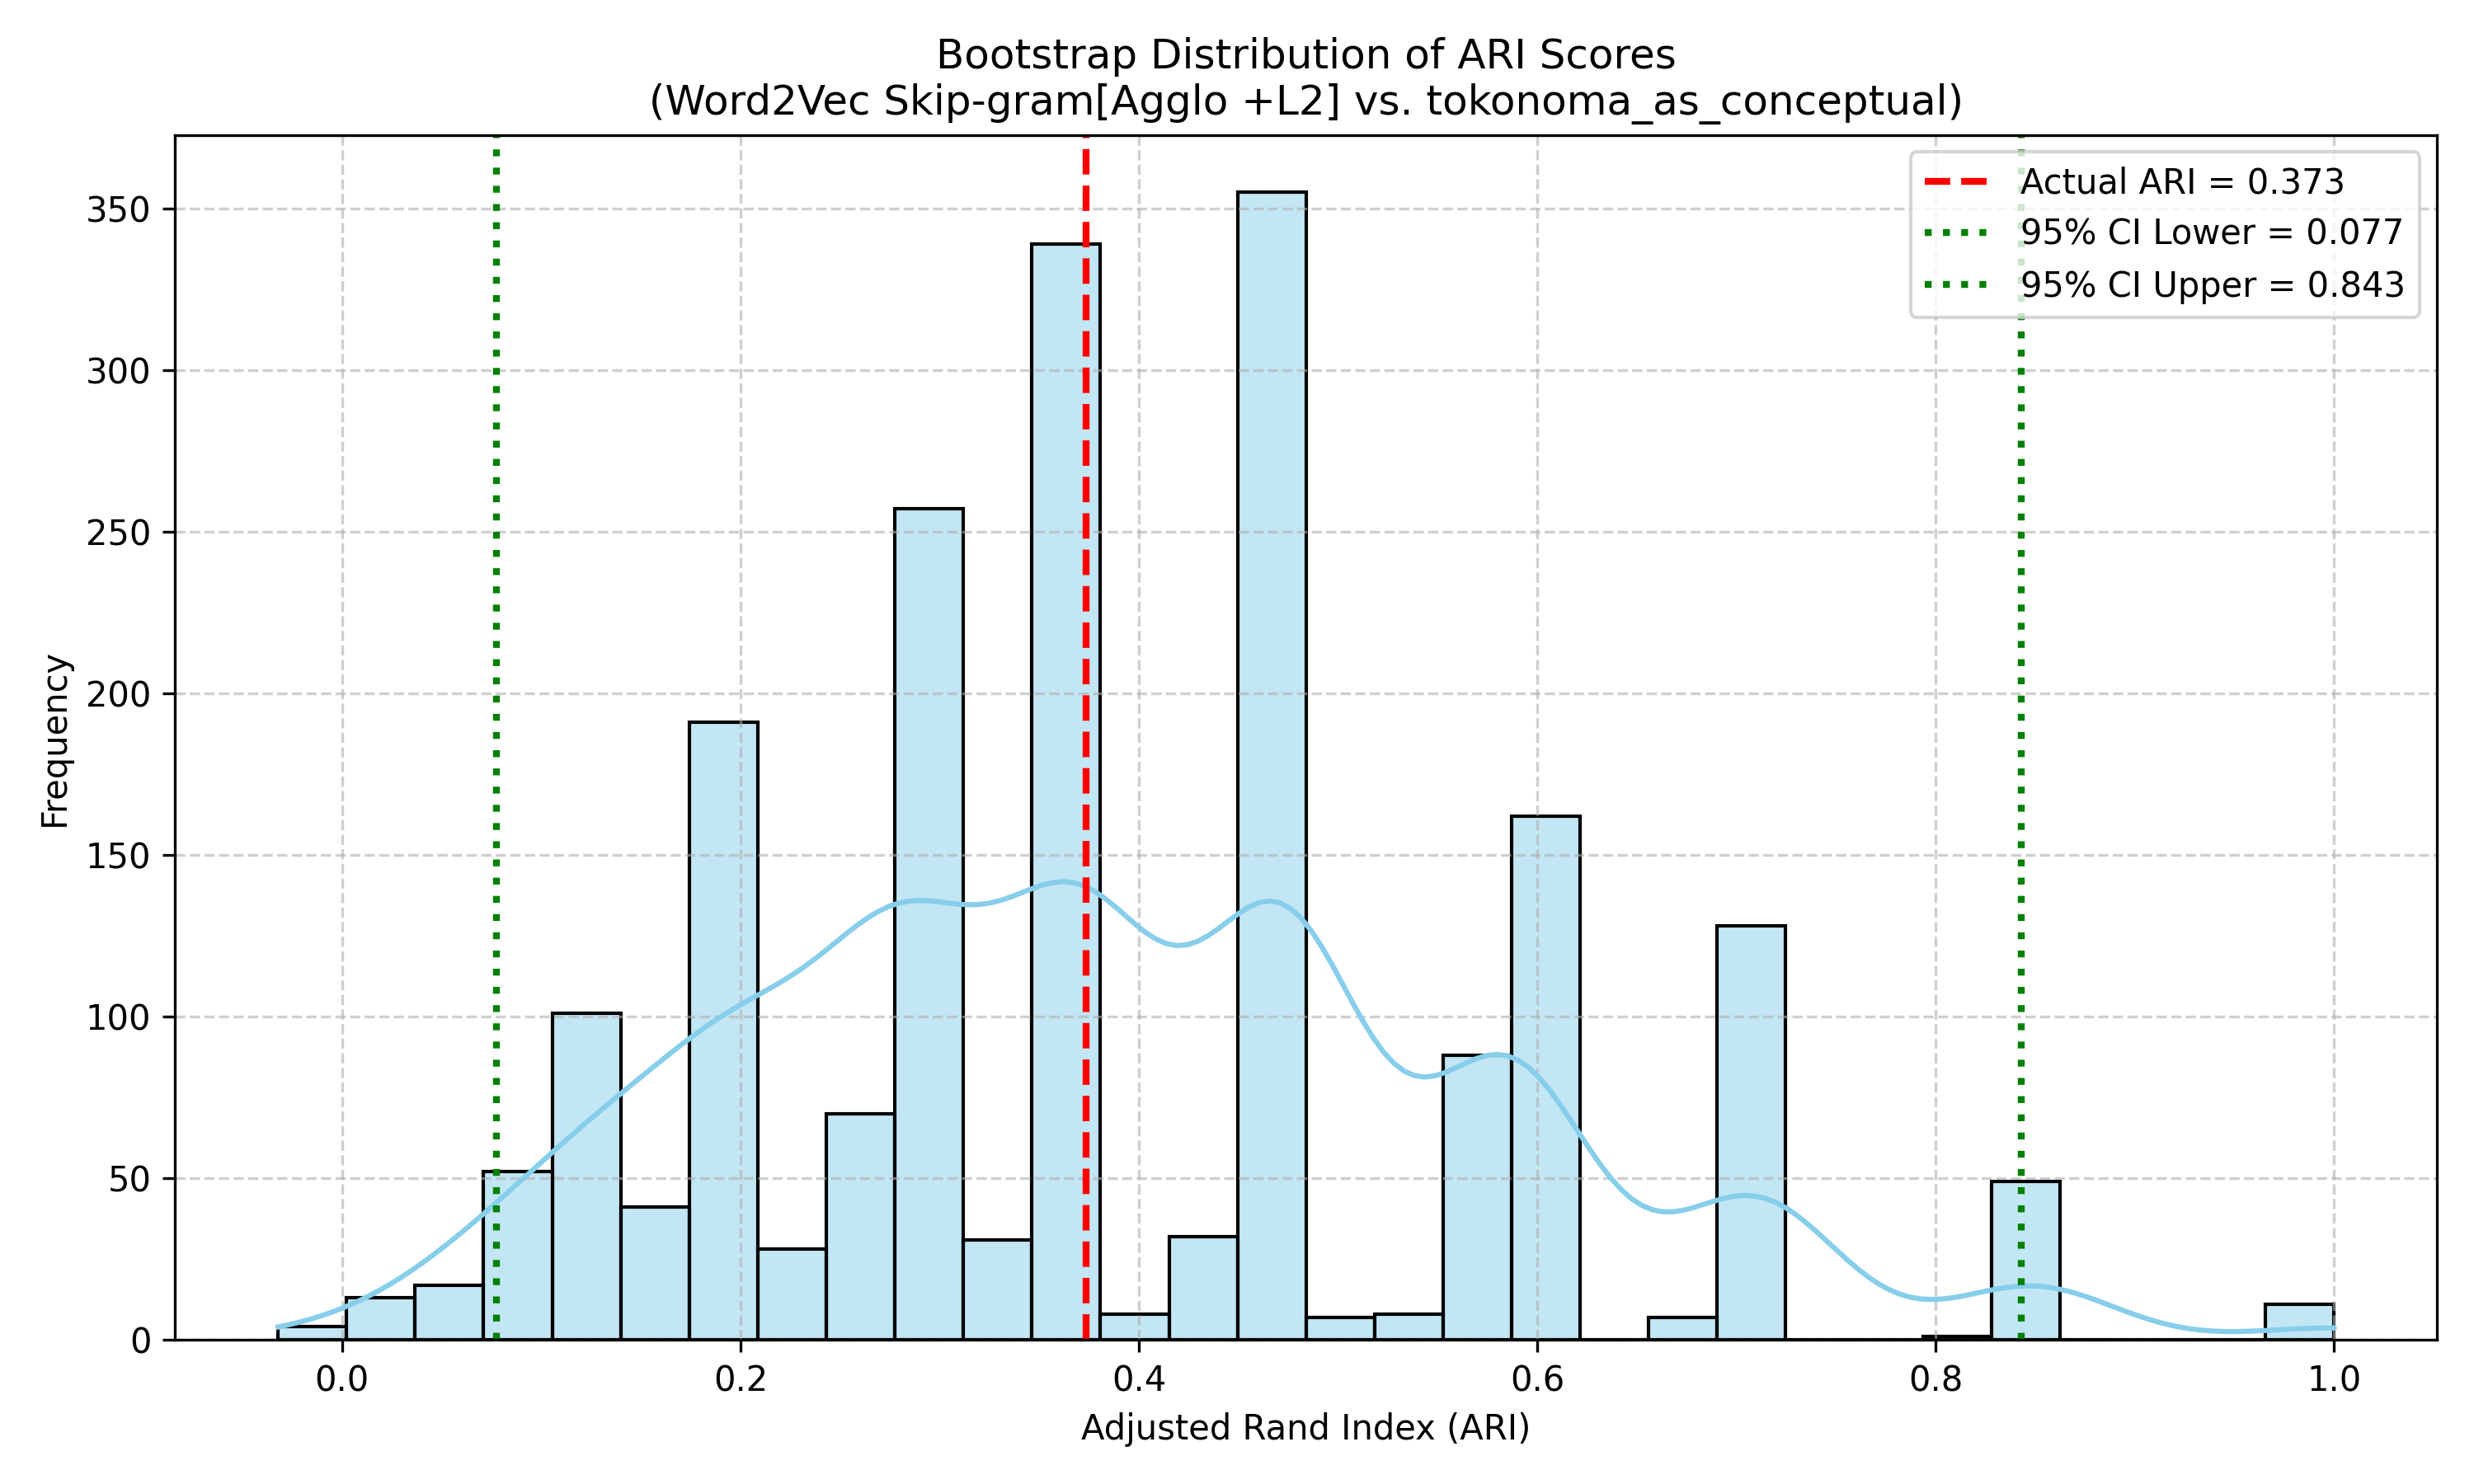 Bootstrap Distribution of ARI Scores
(Word2Vec Skip-gram[Agglo +L2] vs. tokonoma_as_conceptual)
Actual ARI = 0.373
95% CI Lower = 0.077
95% CI Upper = 0.843
Frequency
350
300
250
200
150
100
50
0
0.0 0.2 0.4 0.6 0.8 1.0
Adjusted Rand Index (ARI)